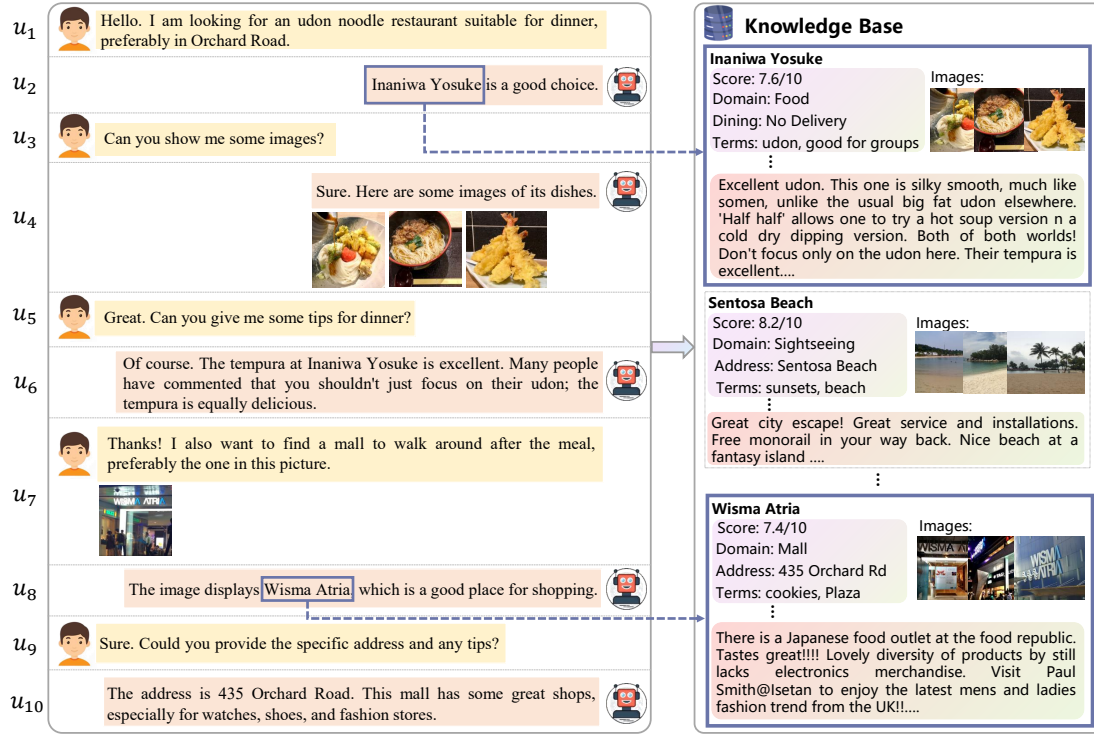 u1
Hello. I am looking for an udon noodle restaurant suitable for dinner,
preferably in Orchard Road.
u2
Inaniwa Yosuke is a good choice.
u3
Can you show me some images?
u4
Sure. Here are some images of its dishes.
u5
Great. Can you give me some tips for dinner?
u6
Of course. The tempura at Inaniwa Yosuke is excellent. Many people
have commented that you shouldn't just focus on their udon; the
tempura is equally delicious.
u7
Thanks! I also want to find a mall to walk around after the meal,
preferably the one in this picture.
WISMA ATRIA
u8
The image displays Wisma Atria, which is a good place for shopping.
u9
Sure. Could you provide the specific address and any tips?
u10
The address is 435 Orchard Road. This mall has some great shops,
especially for watches, shoes, and fashion stores.
Knowledge Base
Inaniwa Yosuke
Score: 7.6/10
Domain: Food
Dining: No Delivery
Terms: udon, good for groups
Images:
Excellent udon. This one is silky smooth, much like
somen, unlike the usual big fat udon elsewhere.
'Half half' allows one to try a hot soup version n a
cold dry dipping version. Both of both worlds!
Don't focus only on the udon here. Their tempura is
excellent....
Sentosa Beach
Score: 8.2/10
Domain: Sightseeing
Address: Sentosa Beach
Terms: sunsets, beach
Images:
Great city escape! Great service and installations.
Free monorail in your way back. Nice beach at a
fantasy island ....
Wisma Atria
Score: 7.4/10
Domain: Mall
Address: 435 Orchard Rd
Terms: cookies, Plaza
Images:
WISMA AT
WISMA
ATRIA
There is a Japanese food outlet at the food republic.
Tastes great!!!! Lovely diversity of products by still
lacks electronics merchandise. Visit Paul
Smith@Isetan to enjoy the latest mens and ladies
fashion trend from the UK!!....